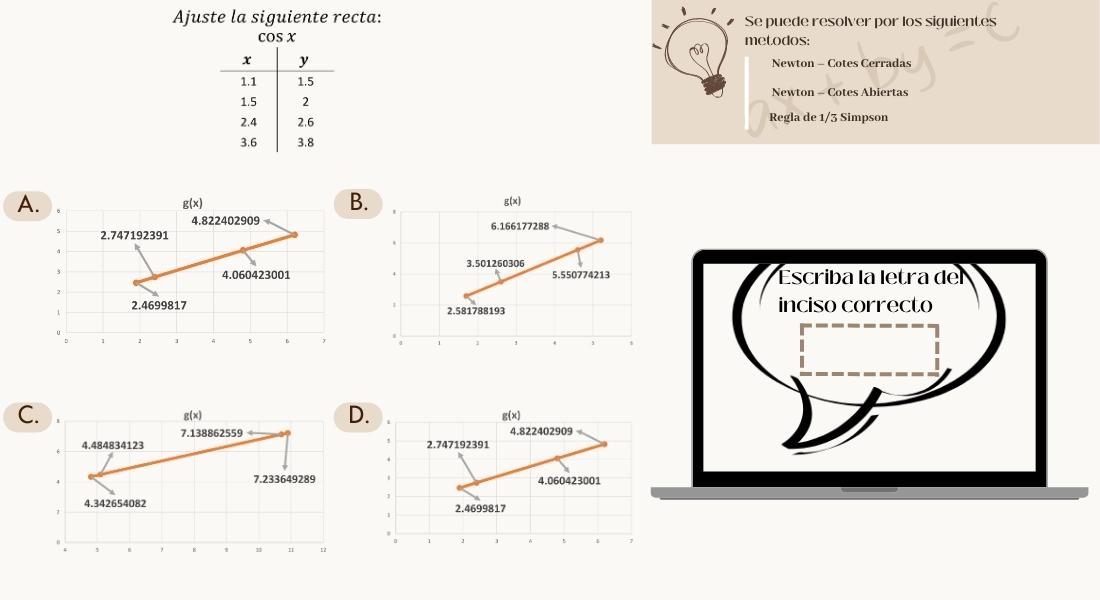 Ajuste la siguiente recta:
cos x
x y
1.1 1.5
1.5 2
2.4 2.6
3.6 3.8
Se puede resolver por los siguientes
metodos:
Newton – Cotes Cerradas
Newton – Cotes Abiertas
Regla de 1/3 Simpson
ax + by = c
A.
g(x)
6
5
4
3
2
1
0
0 1 2 3 4 5 6 7
2.747192391
4.822402909
4.060423001
2.4699817
B.
g(x)
8
6
4
2
0
0 1 2 3 4 5 6
6.166177288
3.501260306
5.550774213
2.581788193
Escriba la letra del
inciso correcto
C.
g(x)
8
6
4
2
0
4 5 6 7 8 9 10 11 12
7.138862559
4.484834123
7.233649289
4.342654082
D.
g(x)
6
5
4
3
2
1
0
0 1 2 3 4 5 6 7
4.822402909
2.747192391
4.060423001
2.4699817